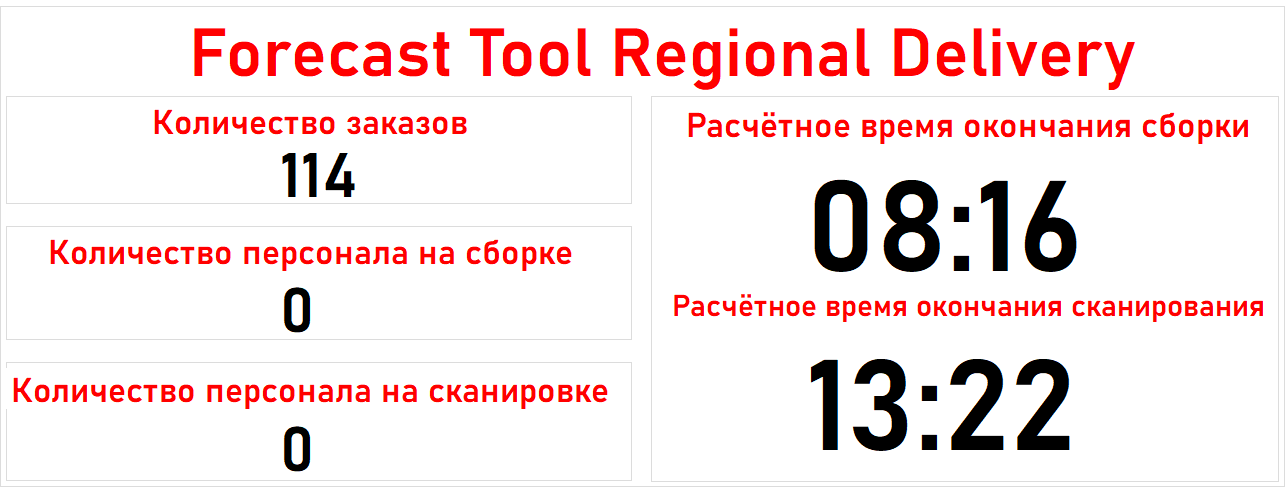 Forecast Tool Regional Delivery
Количество заказов
114
Количество персонала на сборке
0
Количество персонала на сканировке
0
Расчётное время окончания сборки
08:16
Расчётное время окончания сканирования
13:22